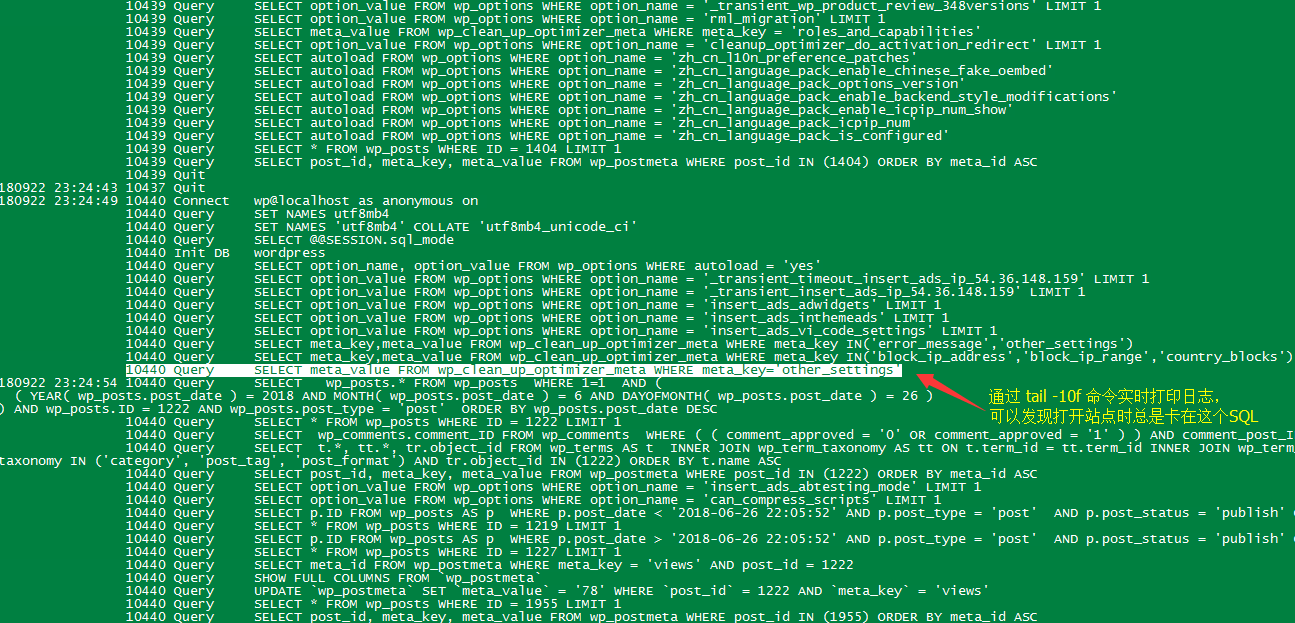 10439 Query SELECT option_value FROM wp_options WHERE option_name = '_transient_wp_product_review_348versions' LIMIT 1
10439 Query SELECT option_value FROM wp_options WHERE option_name = 'rml_migration' LIMIT 1
10439 Query SELECT meta_value FROM wp_clean_up_optimizer_meta WHERE meta_key = 'roles_and_capabilities'
10439 Query SELECT option_value FROM wp_options WHERE option_name = 'cleanup_optimizer_do_activation_redirect' LIMIT 1
10439 Query SELECT autoload FROM wp_options WHERE option_name = 'zh_cn_l10n_preference_patches'
10439 Query SELECT autoload FROM wp_options WHERE option_name = 'zh_cn_language_pack_enable_chinese_fake_oembed'
10439 Query SELECT autoload FROM wp_options WHERE option_name = 'zh_cn_language_pack_options_version'
10439 Query SELECT autoload FROM wp_options WHERE option_name = 'zh_cn_language_pack_enable_backend_style_modifications'
10439 Query SELECT autoload FROM wp_options WHERE option_name = 'zh_cn_language_pack_enable_icpip_num_show'
10439 Query SELECT autoload FROM wp_options WHERE option_name = 'zh_cn_language_pack_icpip_num'
10439 Query SELECT autoload FROM wp_options WHERE option_name = 'zh_cn_language_pack_is_configured'
10439 Query SELECT * FROM wp_posts WHERE ID = 1404 LIMIT 1
10439 Query SELECT post_id, meta_key, meta_value FROM wp_postmeta WHERE post_id IN (1404) ORDER BY meta_id ASC
10439 Quit
180922 23:24:43 10437 Quit
180922 23:24:49 10440 Connect wp@localhost as anonymous on
10440 Query SET NAMES utf8mb4
10440 Query SET NAMES 'utf8mb4' COLLATE 'utf8mb4_unicode_ci'
10440 Query SELECT @@SESSION.sql_mode
10440 Init DB wordpress
10440 Query SELECT option_name, option_value FROM wp_options WHERE autoload = 'yes'
10440 Query SELECT option_value FROM wp_options WHERE option_name = '_transient_timeout_insert_ads_ip_54.36.148.159' LIMIT 1
10440 Query SELECT option_value FROM wp_options WHERE option_name = '_transient_insert_ads_ip_54.36.148.159' LIMIT 1
10440 Query SELECT option_value FROM wp_options WHERE option_name = 'insert_ads_adwidgets' LIMIT 1
10440 Query SELECT option_value FROM wp_options WHERE option_name = 'insert_ads_inthemeads' LIMIT 1
10440 Query SELECT option_value FROM wp_options WHERE option_name = 'insert_ads_vi_code_settings' LIMIT 1
10440 Query SELECT meta_key,meta_value FROM wp_clean_up_optimizer_meta WHERE meta_key IN('error_message','other_settings')
10440 Query SELECT meta_key,meta_value FROM wp_clean_up_optimizer_meta WHERE meta_key IN('block_ip_address','block_ip_range','country_blocks')
10440 Query SELECT meta_value FROM wp_clean_up_optimizer_meta WHERE meta_key='other_settings'
180922 23:24:54 10440 Query SELECT wp_posts.* FROM wp_posts WHERE 1=1 AND (
( YEAR( wp_posts.post_date ) = 2018 AND MONTH( wp_posts.post_date ) = 6 AND DAYOFMONTH( wp_posts.post_date ) = 26 )
通过 tail -10f 命令实时打印日志，
) AND wp_posts.ID = 1222 AND wp_posts.post_type = 'post' ORDER BY wp_posts.post_date DESC
可以发现打开站点时总是卡在这个SQL
10440 Query SELECT * FROM wp_posts WHERE ID = 1222 LIMIT 1
10440 Query SELECT wp_comments.comment_ID FROM wp_comments WHERE ( ( comment_approved = '0' OR comment_approved = '1' ) ) AND comment_post_I
10440 Query SELECT t.*, tt.*, tr.object_id FROM wp_terms AS t INNER JOIN wp_term_taxonomy AS tt ON t.term_id = tt.term_id INNER JOIN wp_term_
taxonomy IN ('category', 'post_tag', 'post_format') AND tr.object_id IN (1222) ORDER BY t.name ASC
10440 Query SELECT post_id, meta_key, meta_value FROM wp_postmeta WHERE post_id IN (1222) ORDER BY meta_id ASC
10440 Query SELECT option_value FROM wp_options WHERE option_name = 'insert_ads_abtesting_mode' LIMIT 1
10440 Query SELECT option_value FROM wp_options WHERE option_name = 'can_compress_scripts' LIMIT 1
10440 Query SELECT p.ID FROM wp_posts AS p WHERE p.post_date < '2018-06-26 22:05:52' AND p.post_type = 'post' AND p.post_status = 'publish'
10440 Query SELECT * FROM wp_posts WHERE ID = 1219 LIMIT 1
10440 Query SELECT p.ID FROM wp_posts AS p WHERE p.post_date > '2018-06-26 22:05:52' AND p.post_type = 'post' AND p.post_status = 'publish'
10440 Query SELECT * FROM wp_posts WHERE ID = 1227 LIMIT 1
10440 Query SELECT meta_id FROM wp_postmeta WHERE meta_key = 'views' AND post_id = 1222
10440 Query SHOW FULL COLUMNS FROM `wp_postmeta`
10440 Query UPDATE `wp_postmeta` SET `meta_value` = '78' WHERE `post_id` = 1222 AND `meta_key` = 'views'
10440 Query SELECT * FROM wp_posts WHERE ID = 1955 LIMIT 1
10440 Query SELECT post_id, meta_key, meta_value FROM wp_postmeta WHERE post_id IN (1955) ORDER BY meta_id ASC